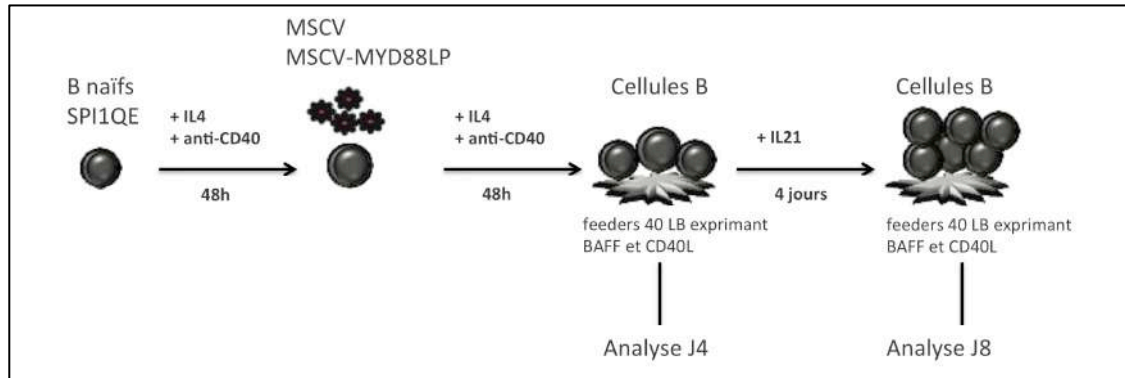 MSCV
MSCV-MYD88LP
B naïfs
SPI1QE
+ IL4
+ anti-CD40
48h
+ IL4
+ anti-CD40
48h
Cellules B
+ IL21
4 jours
Cellules B
feeders 40 LB exprimant
BAFF et CD40L
feeders 40 LB exprimant
BAFF et CD40L
Analyse J4
Analyse J8